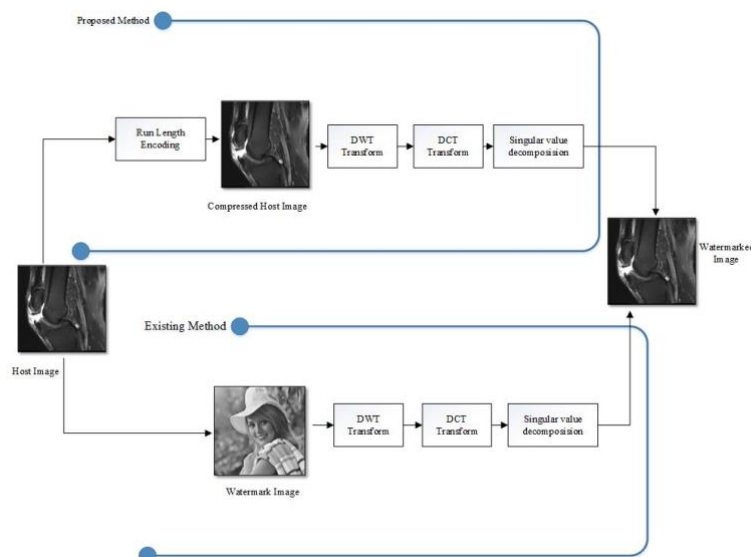 Proposed Method
Run Length
Encoding
DWT
Transform
DCT
Transform
Singular value
decomposision
Compressed Host Image
Watermarked
Image
Existing Method
Host Image
DWT
Transform
DCT
Transform
Singular value
decomposision
Watermark Image